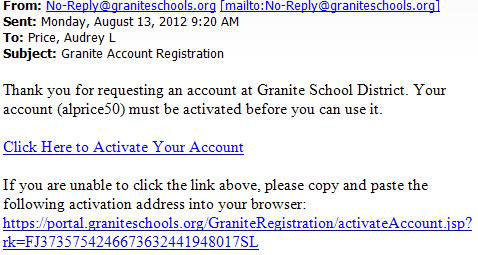 From: No-Reply@graniteschools.org [mailto:No-Reply@graniteschools.org]
Sent: Monday, August 13, 2012 9:20 AM
To: Price, Audrey L
Subject: Granite Account Registration
Thank you for requesting an account at Granite School District. Your
account (alprice50) must be activated before you can use it.
Click Here to Activate Your Account
If you are unable to click the link above, please copy and paste the
following activation address into your browser:
https://portal.graniteschools.org/GraniteRegistration/activateAccount.jsp?
rk=FJ3735754246673632441948017SL